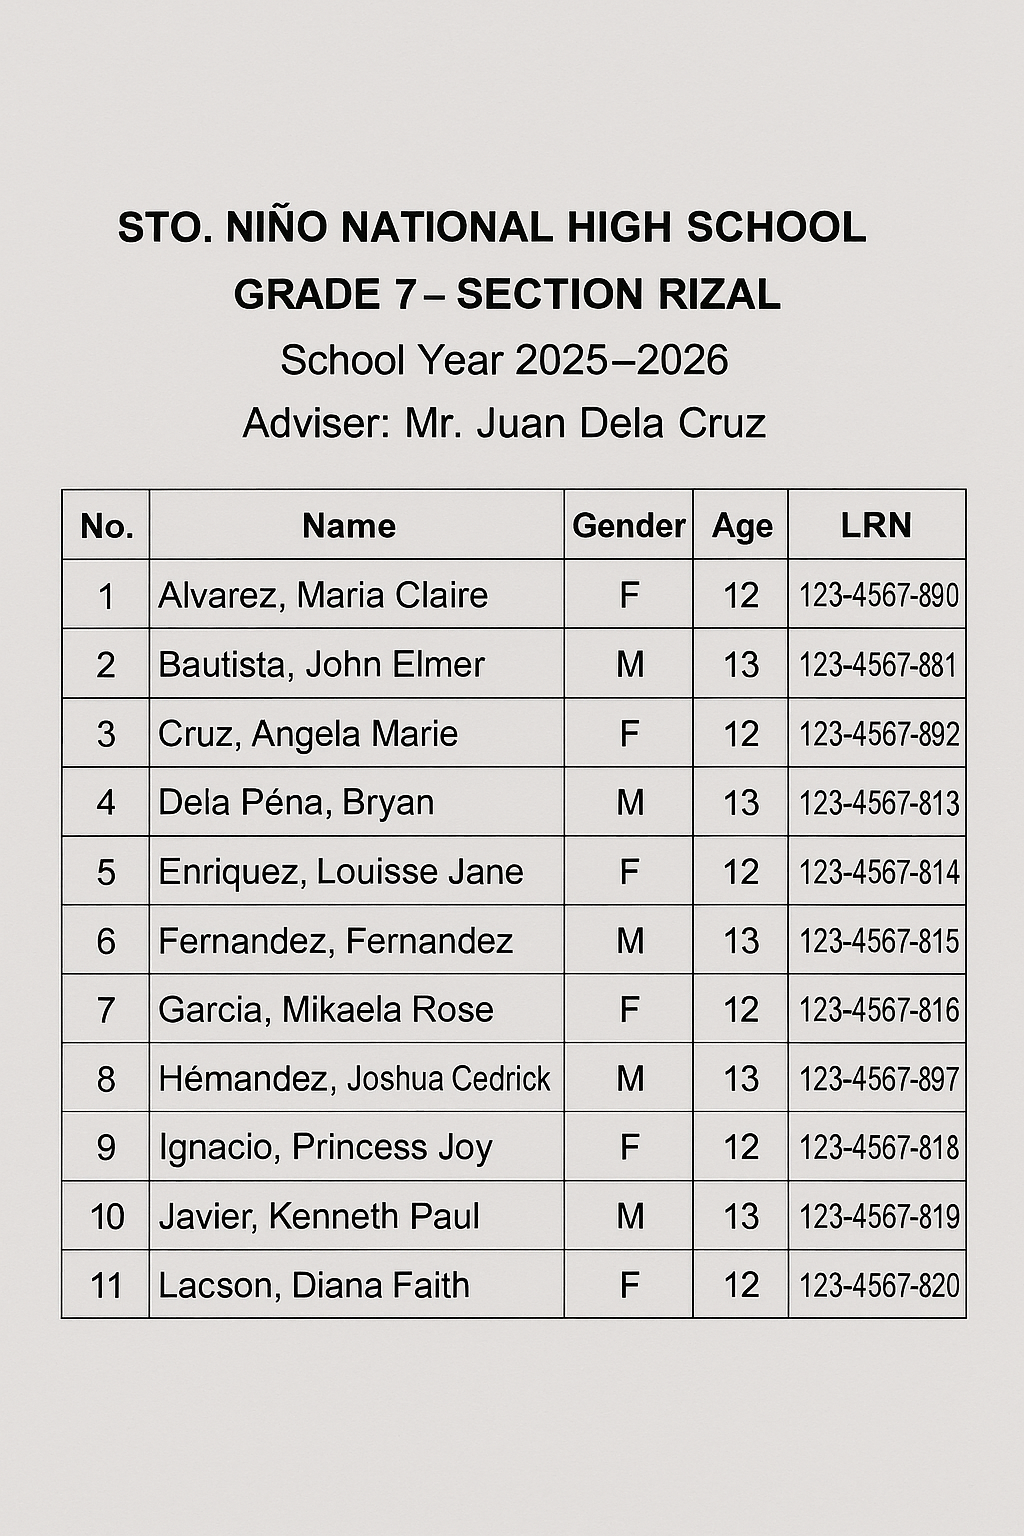 STO. NIÑO NATIONAL HIGH SCHOOL
GRADE 7 – SECTION RIZAL
School Year 2025–2026
Adviser: Mr. Juan Dela Cruz
No. Name Gender Age LRN
1 Alvarez, Maria Claire F 12 123-4567-890
2 Bautista, John Elmer M 13 123-4567-881
3 Cruz, Angela Marie F 12 123-4567-892
4 Dela Péna, Bryan M 13 123-4567-813
5 Enriquez, Louisse Jane F 12 123-4567-814
6 Fernandez, Fernandez M 13 123-4567-815
7 Garcia, Mikaela Rose F 12 123-4567-816
8 Hémandez, Joshua Cedrick M 13 123-4567-897
9 Ignacio, Princess Joy F 12 123-4567-818
10 Javier, Kenneth Paul M 13 123-4567-819
11 Lacson, Diana Faith F 12 123-4567-820